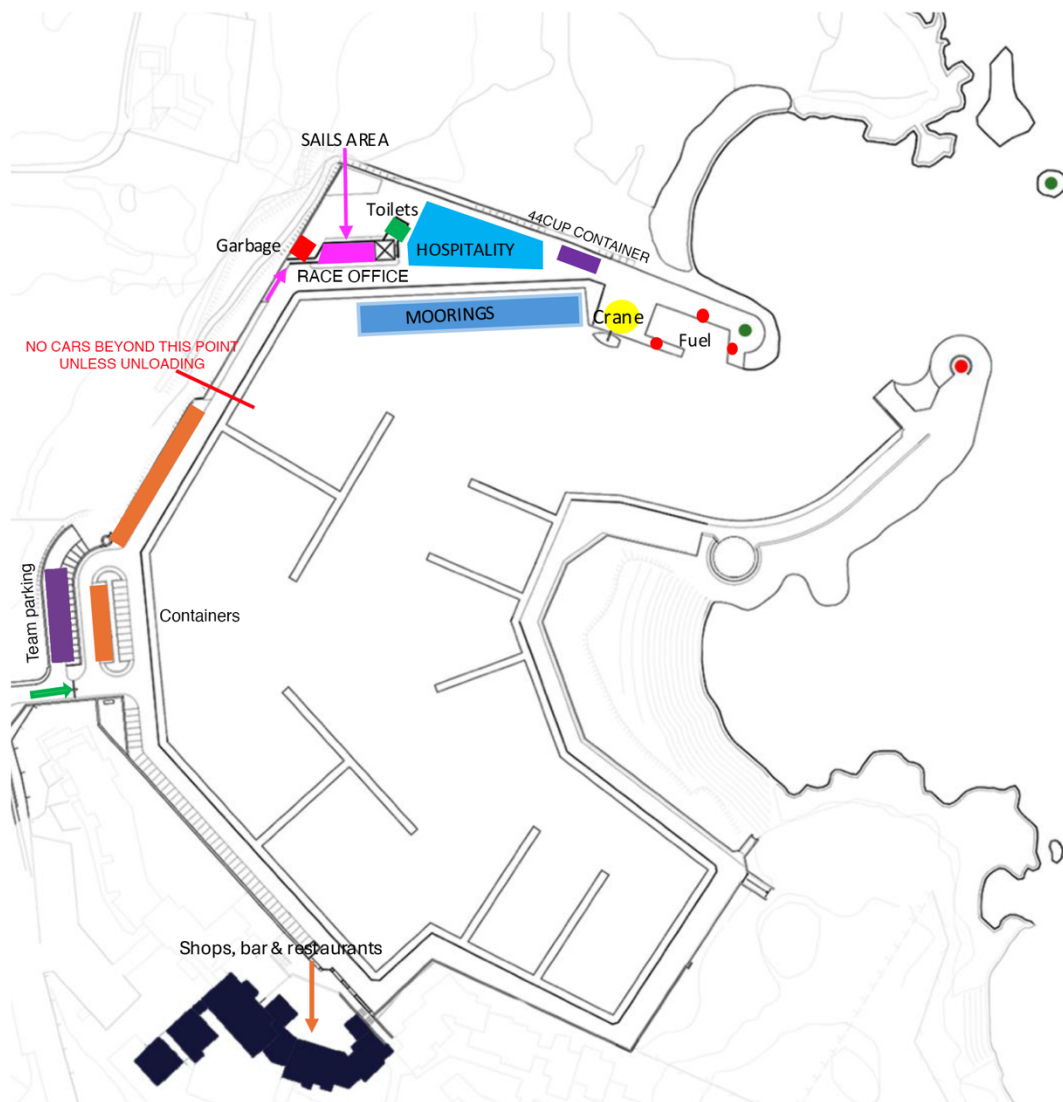 SAILS AREA
Toilets
44CUP CONTAINER
Garbage
HOSPITALITY
RACE OFFICE
MOORINGS
Crane
Fuel
NO CARS BEYOND THIS POINT
UNLESS UNLOADING
Team parking
Containers
Shops, bar & restaurants